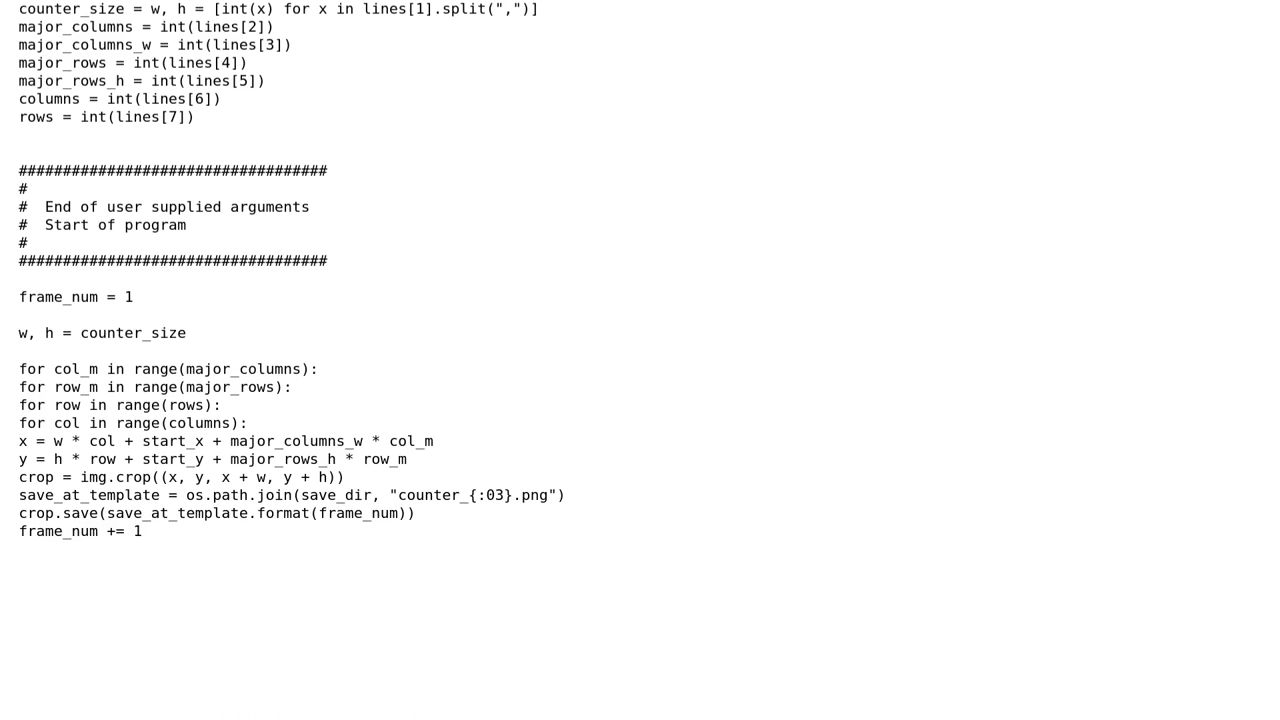 counter_size = w, h = [int(x) for x in lines[1].split(",")]
major_columns = int(lines[2])
major_columns_w = int(lines[3])
major_rows = int(lines[4])
major_rows_h = int(lines[5])
columns = int(lines[6])
rows = int(lines[7])
###################################
#
#  End of user supplied arguments
#  Start of program
#
###################################
frame_num = 1
w, h = counter_size
for col_m in range(major_columns):
for row_m in range(major_rows):
for row in range(rows):
for col in range(columns):
x = w * col + start_x + major_columns_w * col_m
y = h * row + start_y + major_rows_h * row_m
crop = img.crop((x, y, x + w, y + h))
save_at_template = os.path.join(save_dir, "counter_{:03}.png")
crop.save(save_at_template.format(frame_num))
frame_num += 1